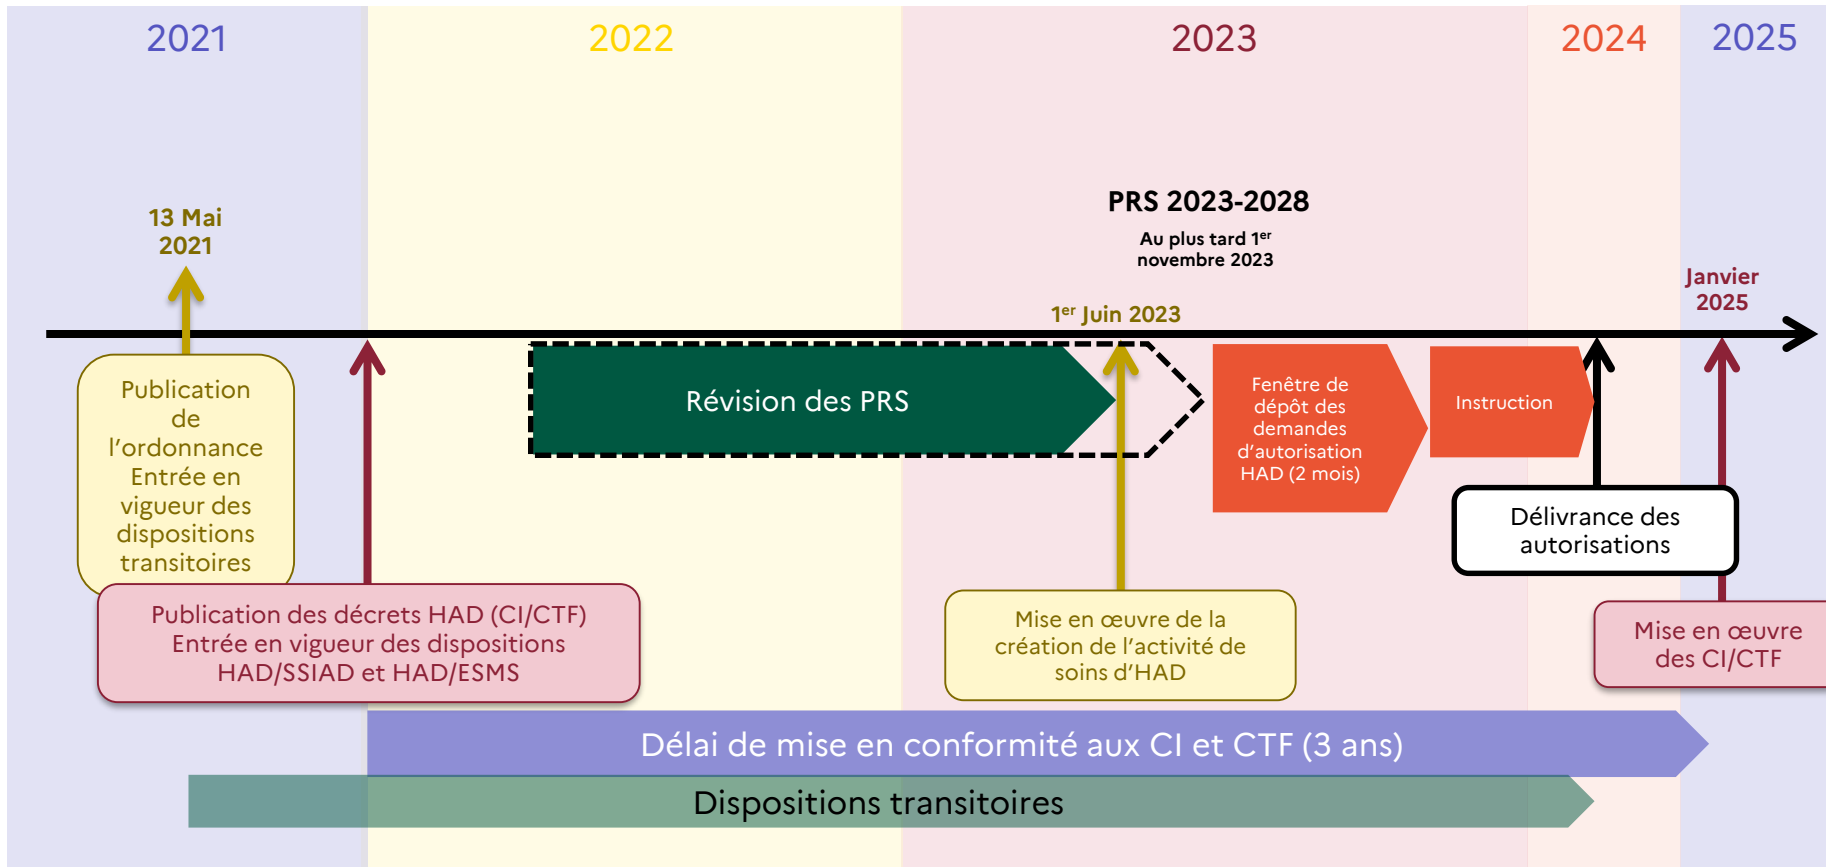 2021
2022
2023
2024
2025
13 Mai
2021
PRS 2023-2028
Au plus tard 1er
novembre 2023
1er Juin 2023
Janvier
2025
Publication
de
l’ordonnance
Entrée en
vigueur des
dispositions
transitoires
Révision des PRS
Fenêtre de
dépôt des
demandes
d’autorisation
HAD (2 mois)
Instruction
Délivrance des
autorisations
Publication des décrets HAD (CI/CTF)
Entrée en vigueur des dispositions
HAD/SSIAD et HAD/ESMS
Mise en œuvre de la
création de l’activité de
soins d’HAD
Mise en œuvre
des CI/CTF
Délai de mise en conformité aux CI et CTF (3 ans)
Dispositions transitoires